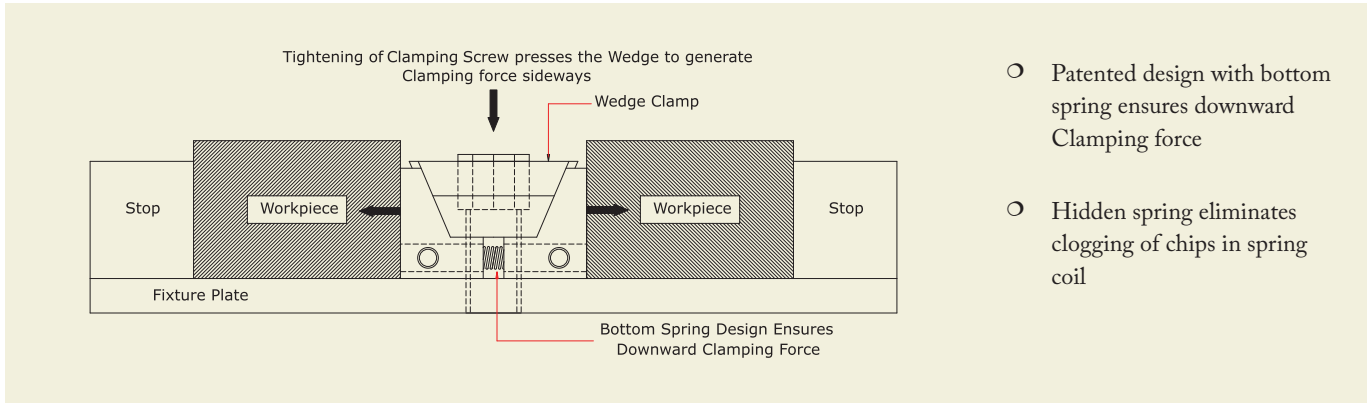 Tightening of Clamping Screw presses the Wedge to generate
Clamping force sideways
Wedge Clamp
Stop
Workpiece
Workpiece
Stop
Fixture Plate
Bottom Spring Design Ensures
Downward Clamping Force
Patented design with bottom
spring ensures downward
Clamping force
Hidden spring eliminates
clogging of chips in spring
coil